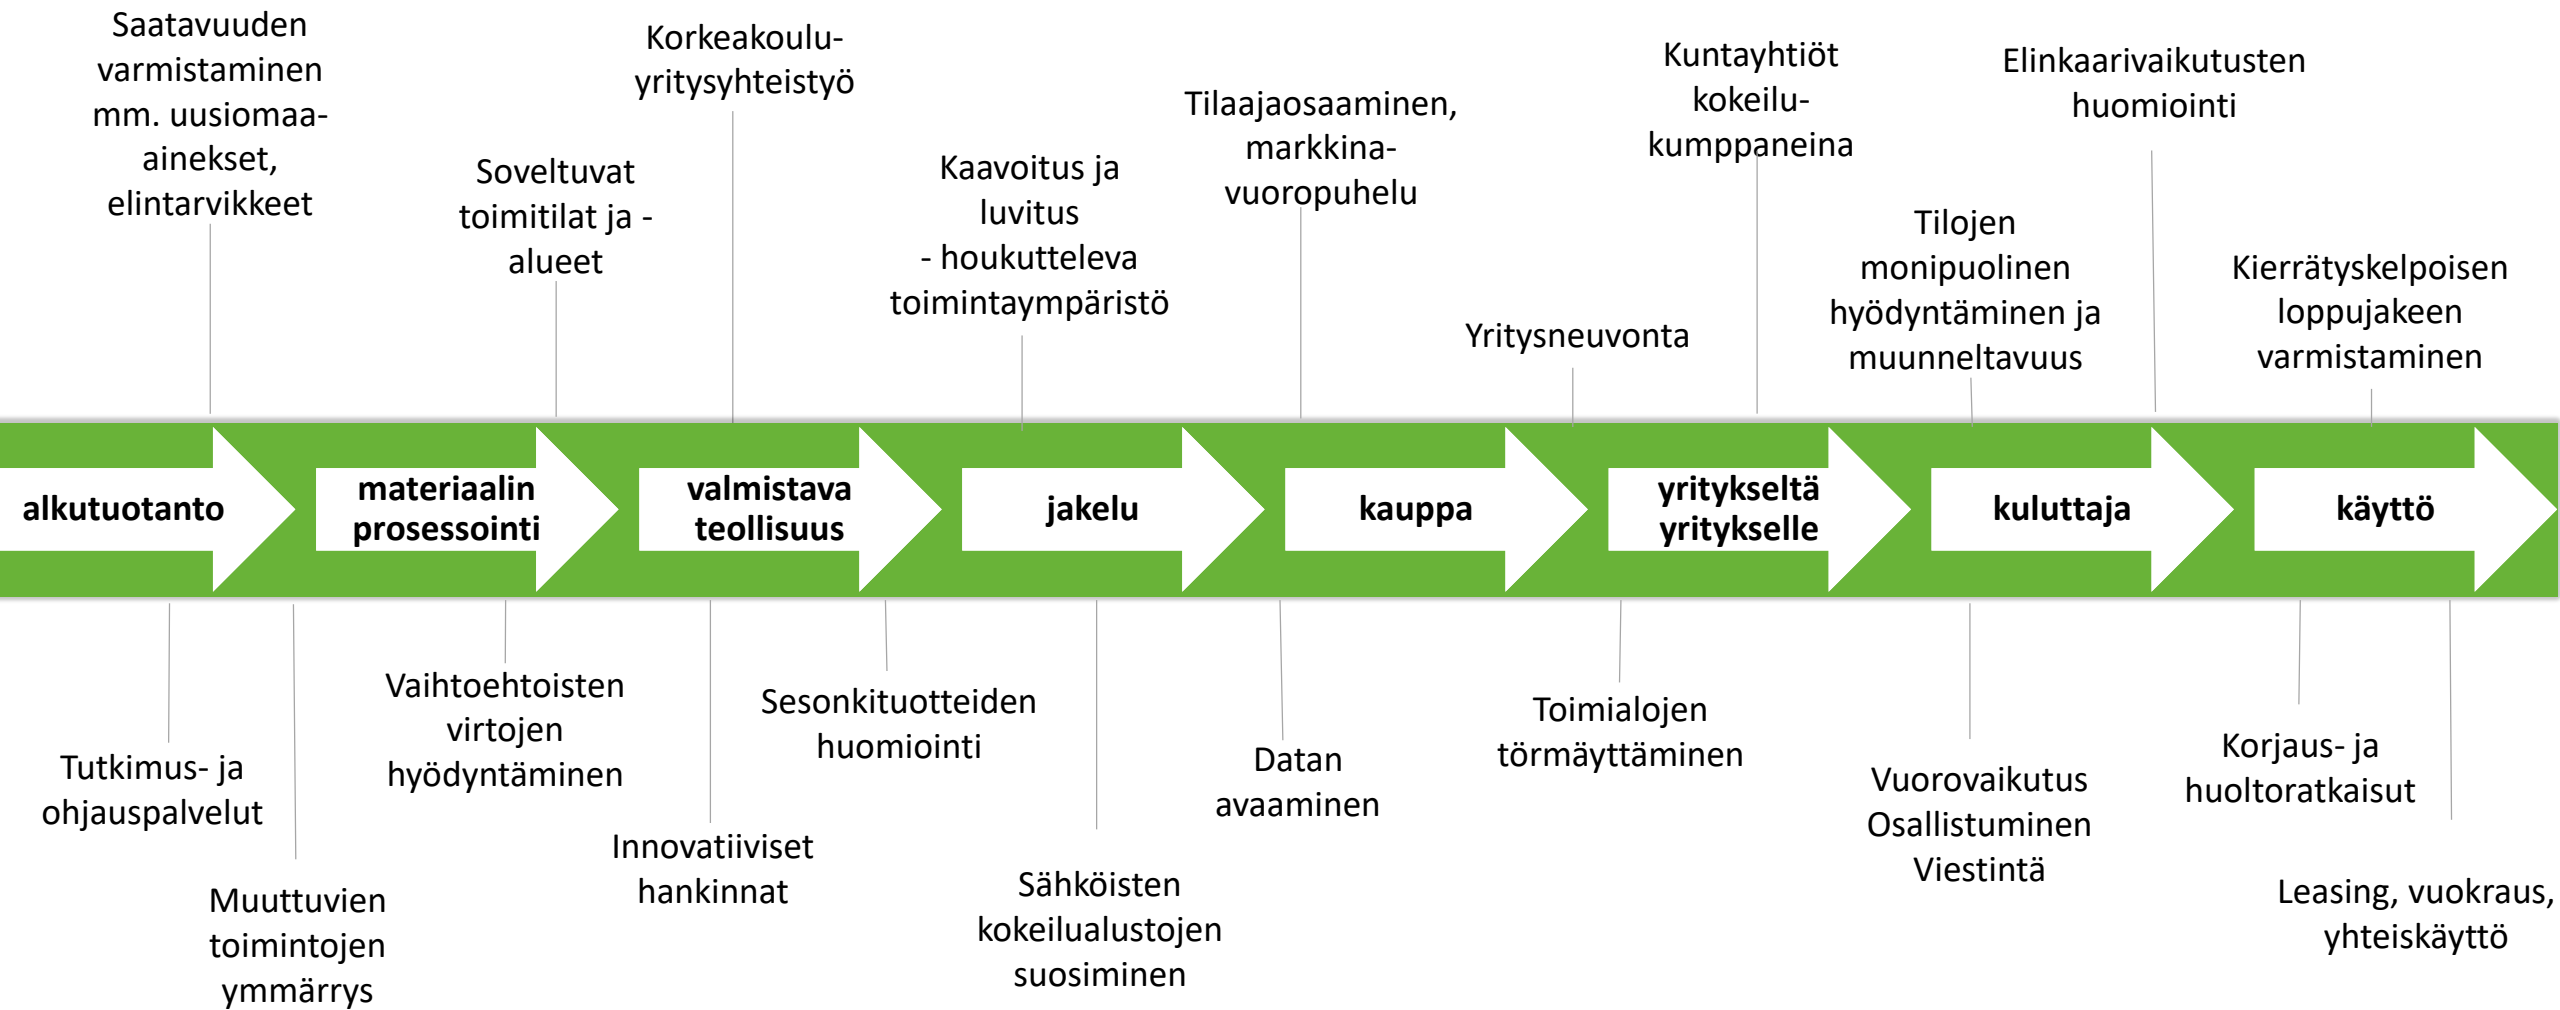 Saatavuuden
varmistaminen
mm. uusiomaa-
ainekset,
elintarvikkeet
Soveltuvat
toimitilat ja -
alueet
Korkeakoulu-
yritysyhteistyö
Kaavoitus ja
luvitus
- houkutteleva
toimintaympäristö
Tilaajaosaaminen,
markkina-
vuoropuhelu
Yritysneuvonta
Kuntayhtiöt
kokeilu-
kumppaneina
Tilojen
monipuolinen
hyödyntäminen ja
muunneltavuus
Elinkaarivaikutusten
huomiointi
Kierrätyskelpoisen
loppujakeen
varmistaminen
alkutuotanto
materiaalin
prosessointi
valmistava
teollisuus
jakelu
kauppa
yritykseltä
yritykselle
kuluttaja
käyttö
Tutkimus- ja
ohjauspalvelut
Muuttuvien
toimintojen
ymmärrys
Vaihtoehtoisten
virtojen
hyödyntäminen
Innovatiiviset
hankinnat
Sesonkituotteiden
huomiointi
Sähköisten
kokeilualustojen
suosiminen
Datan
avaaminen
Toimialojen
törmäyttäminen
Vuorovaikutus
Osallistuminen
Viestintä
Korjaus- ja
huoltoratkaisut
Leasing, vuokraus,
yhteiskäyttö